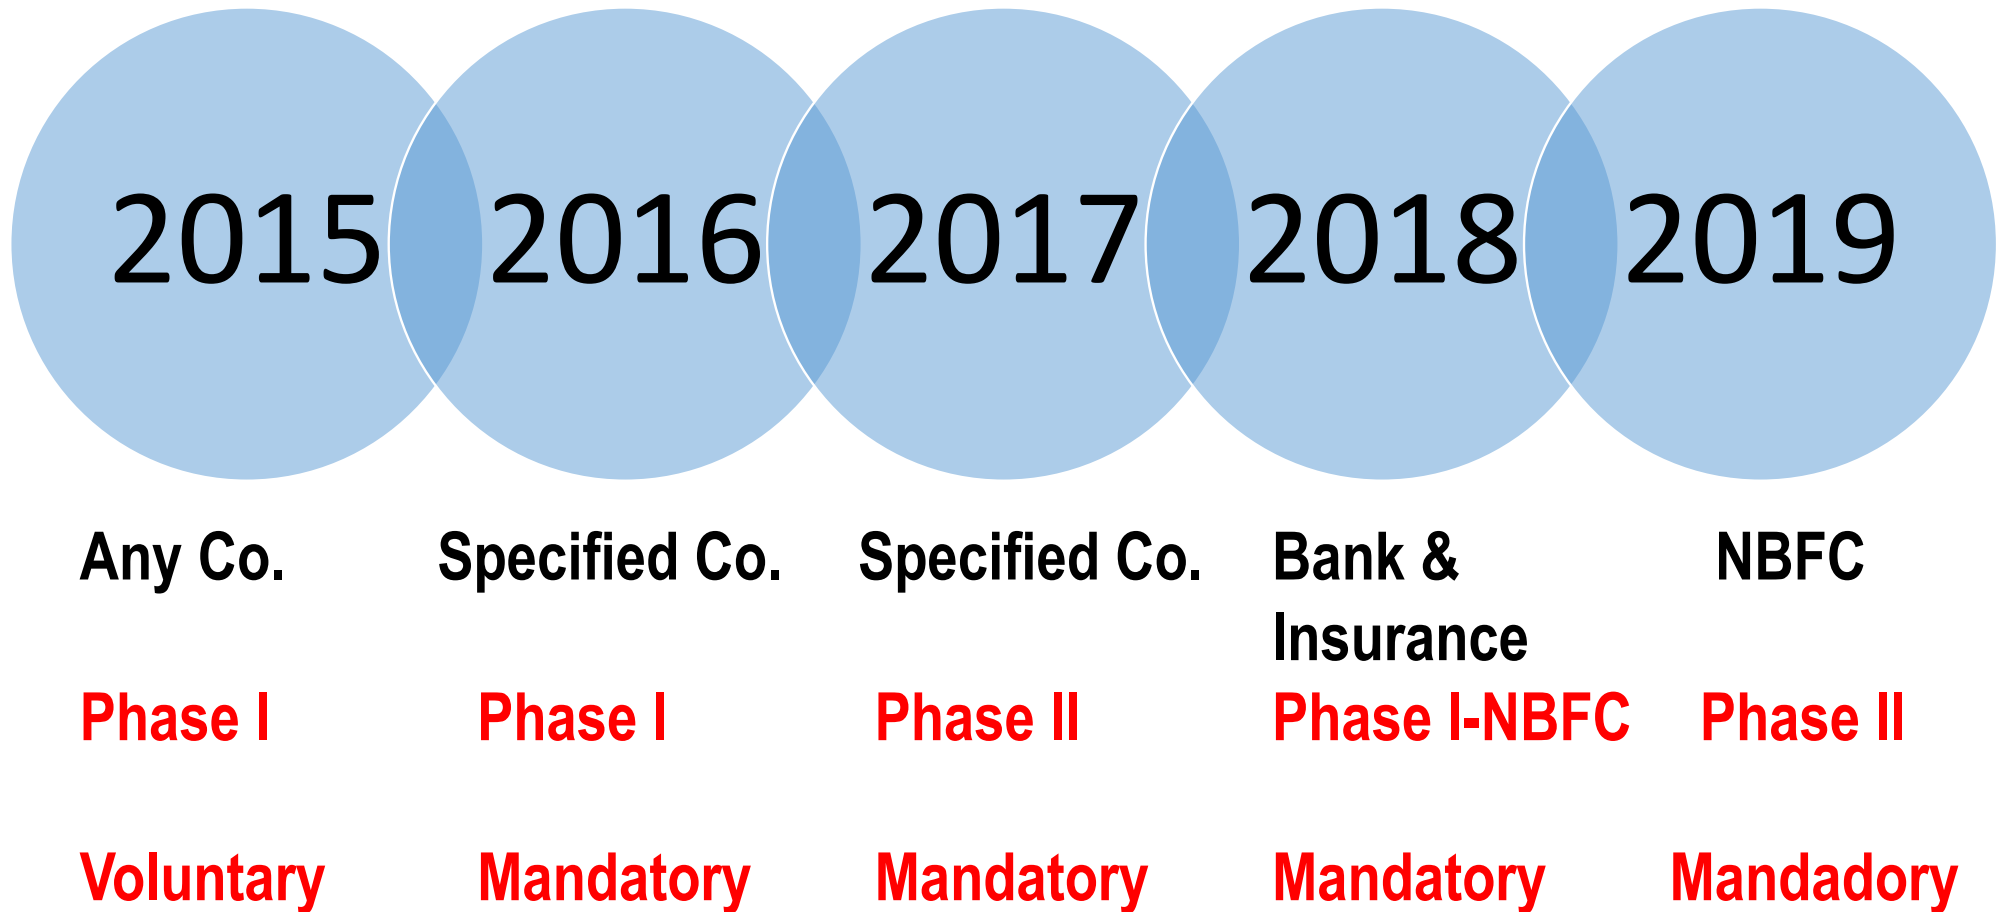 2015 2016 2017 2018 2019
Any Co. Specified Co. Specified Co. Bank & NBFC
Insurance
Phase I Phase I Phase II Phase I-NBFC Phase II
Voluntary Mandatory Mandatory Mandatory Mandadory